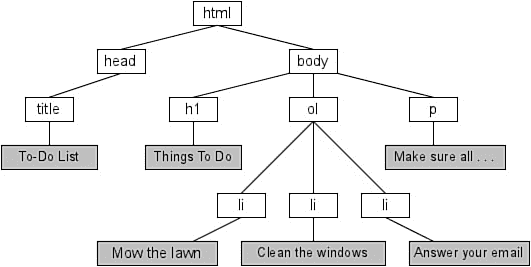 html
head
body
title
h1
ol
p
To-Do List
Things To Do
Make sure all . . .
li
li
li
Mow the lawn
Clean the windows
Answer your email